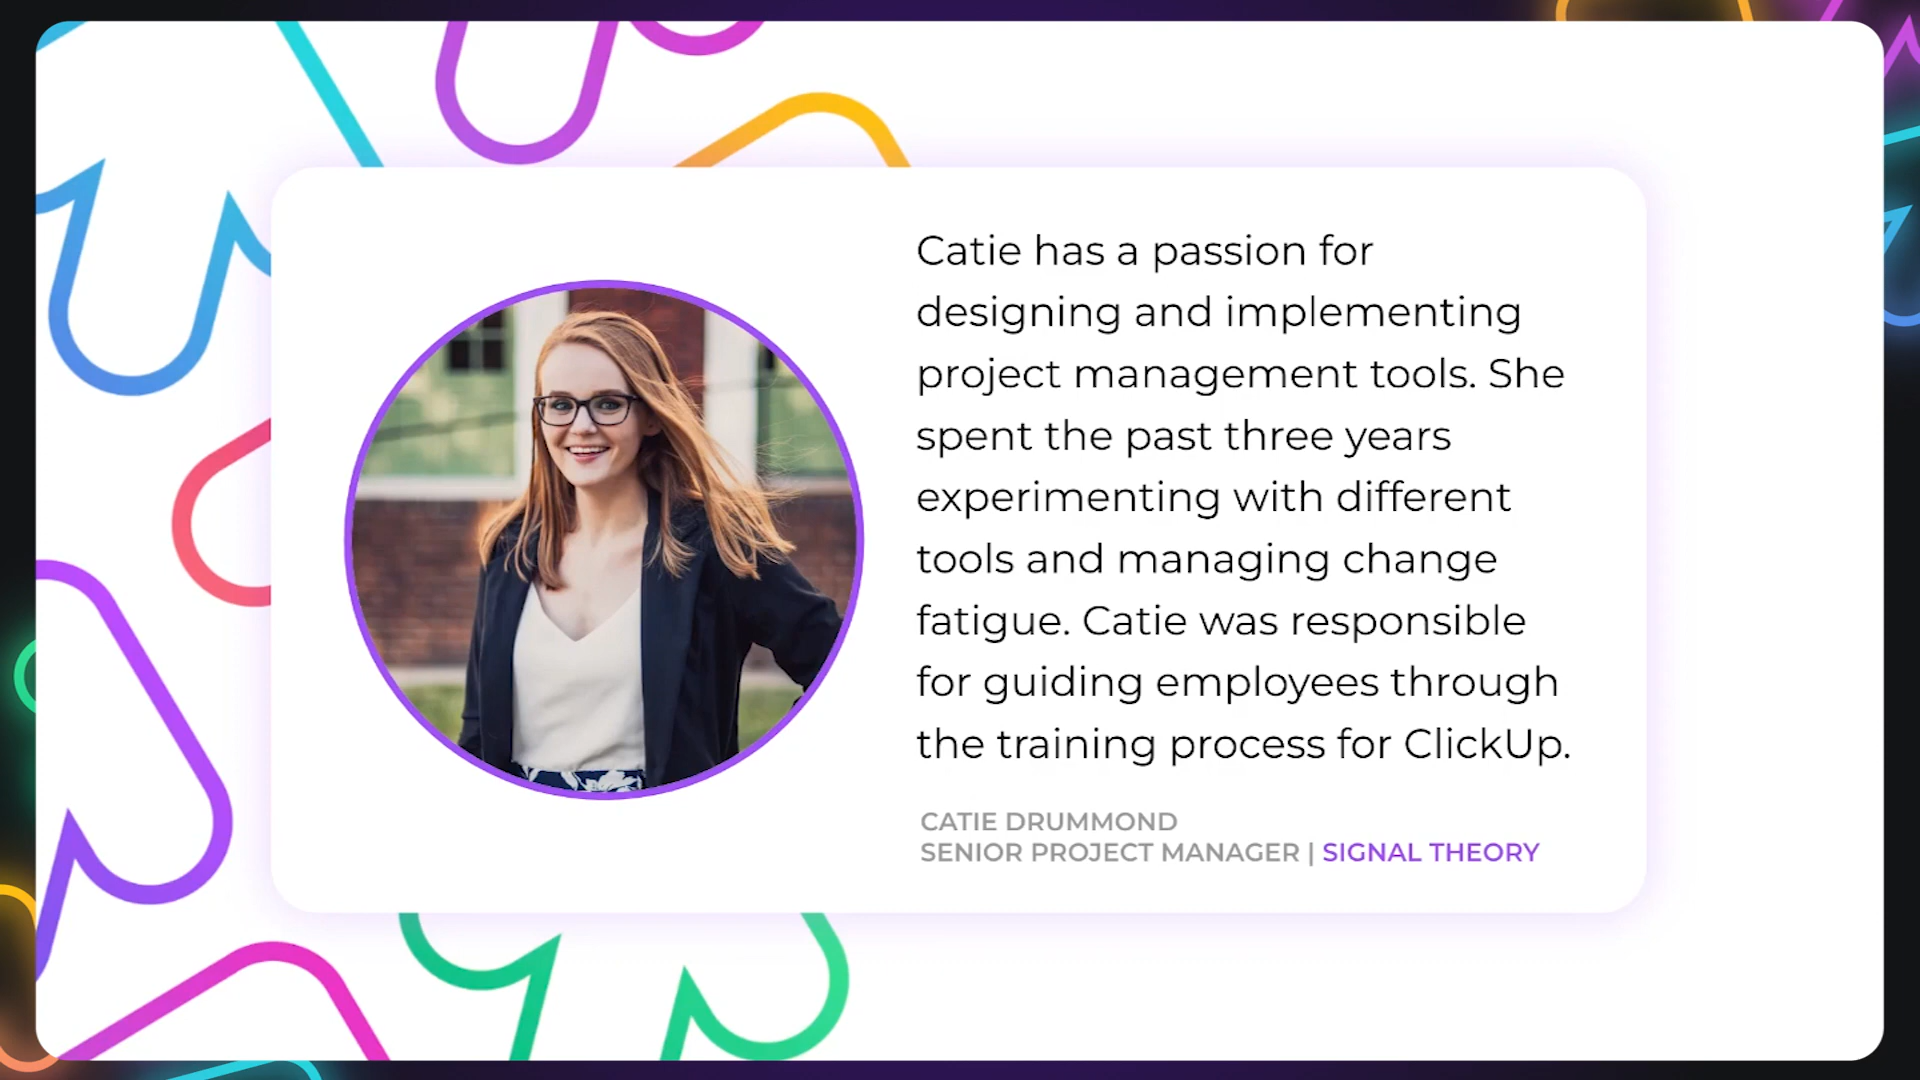 Catie has a passion for
designing and implementing
project management tools. She
spent the past three years
experimenting with different
tools and managing change
fatigue. Catie was responsible
for guiding employees through
the training process for ClickUp.
CATIE DRUMMOND
SENIOR PROJECT MANAGER | SIGNAL THEORY